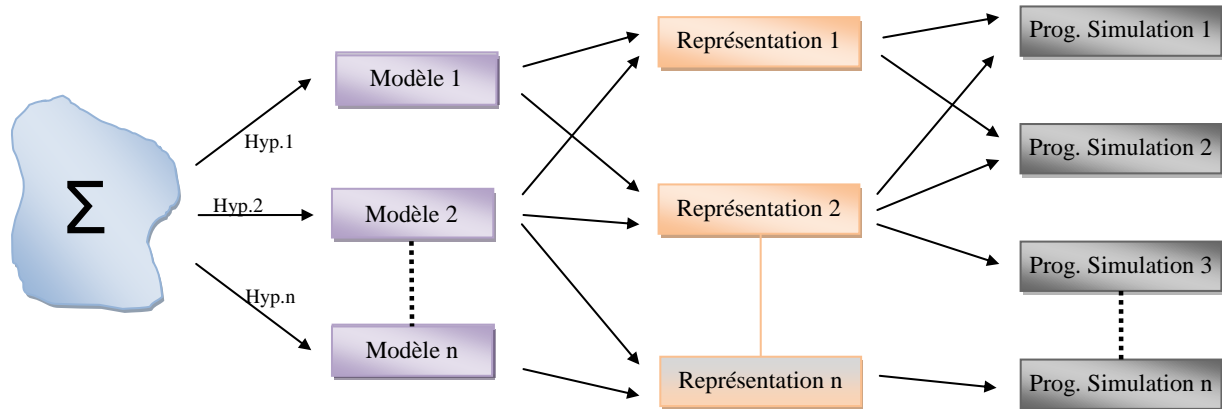 Σ
Hyp.1
Hyp.2
Hyp.n
Modèle 1
Modèle 2
Modèle n
Représentation 1
Représentation 2
Représentation n
Prog. Simulation 1
Prog. Simulation 2
Prog. Simulation 3
Prog. Simulation n